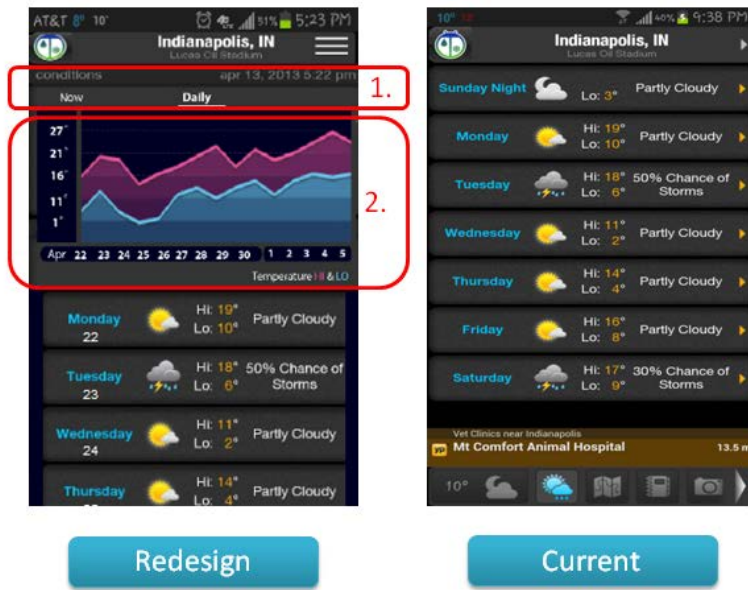 AT&T 8° 10° 31% 5:23 PM
Indianapolis, IN
Lucas Oil Stadium
conditions apr 13, 2013 5:22 pm
Now Daily
1.
27°
21°
16°
11°
1°
2.
Apr 22 23 24 25 26 27 28 29 30 1 2 3 4 5
Temperature HI & LO
Monday 22 Hi: 19° Lo: 10° Partly Cloudy
Tuesday 23 Hi: 18° Lo: 6° 50% Chance of Storms
Wednesday 24 Hi: 11° Lo: 2° Partly Cloudy
Thursday Hi: 14° Lo: 4° Partly Cloudy
Redesign
10° 40% 9:38 PM
Indianapolis, IN
Lucas Oil Stadium
Sunday Night Lo: 3° Partly Cloudy
Monday Hi: 19° Lo: 10° Partly Cloudy
Tuesday Hi: 18° Lo: 6° 50% Chance of Storms
Wednesday Hi: 11° Lo: 2° Partly Cloudy
Thursday Hi: 14° Lo: 4° Partly Cloudy
Friday Hi: 16° Lo: 8° Partly Cloudy
Saturday Hi: 17° Lo: 9° 30% Chance of Storms
Vet Clinics near Indianapolis
YP Mt Comfort Animal Hospital 13.5 m
10°
Current